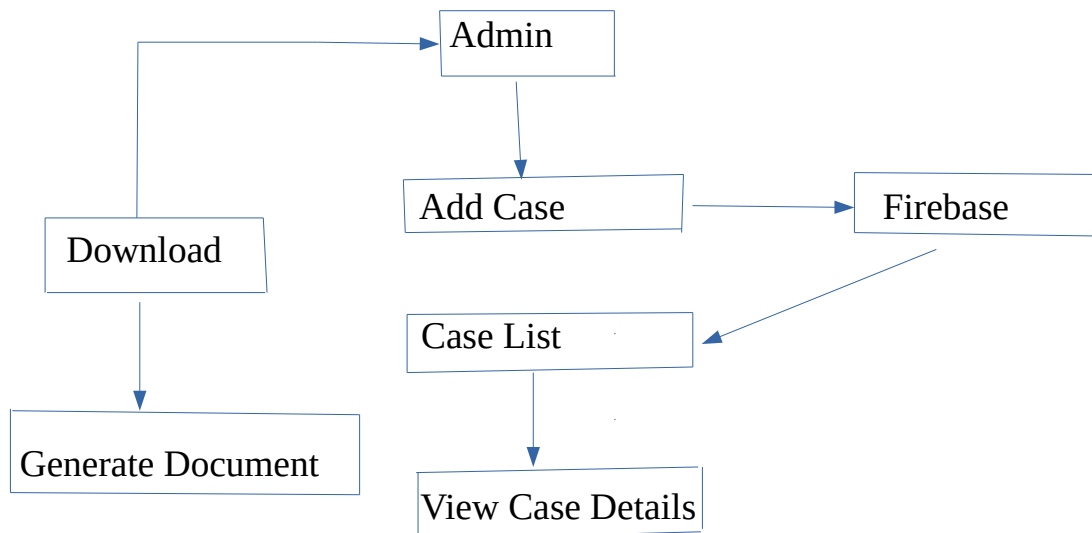 Admin
Add Case
Firebase
Download
Case List
Generate Document
View Case Details